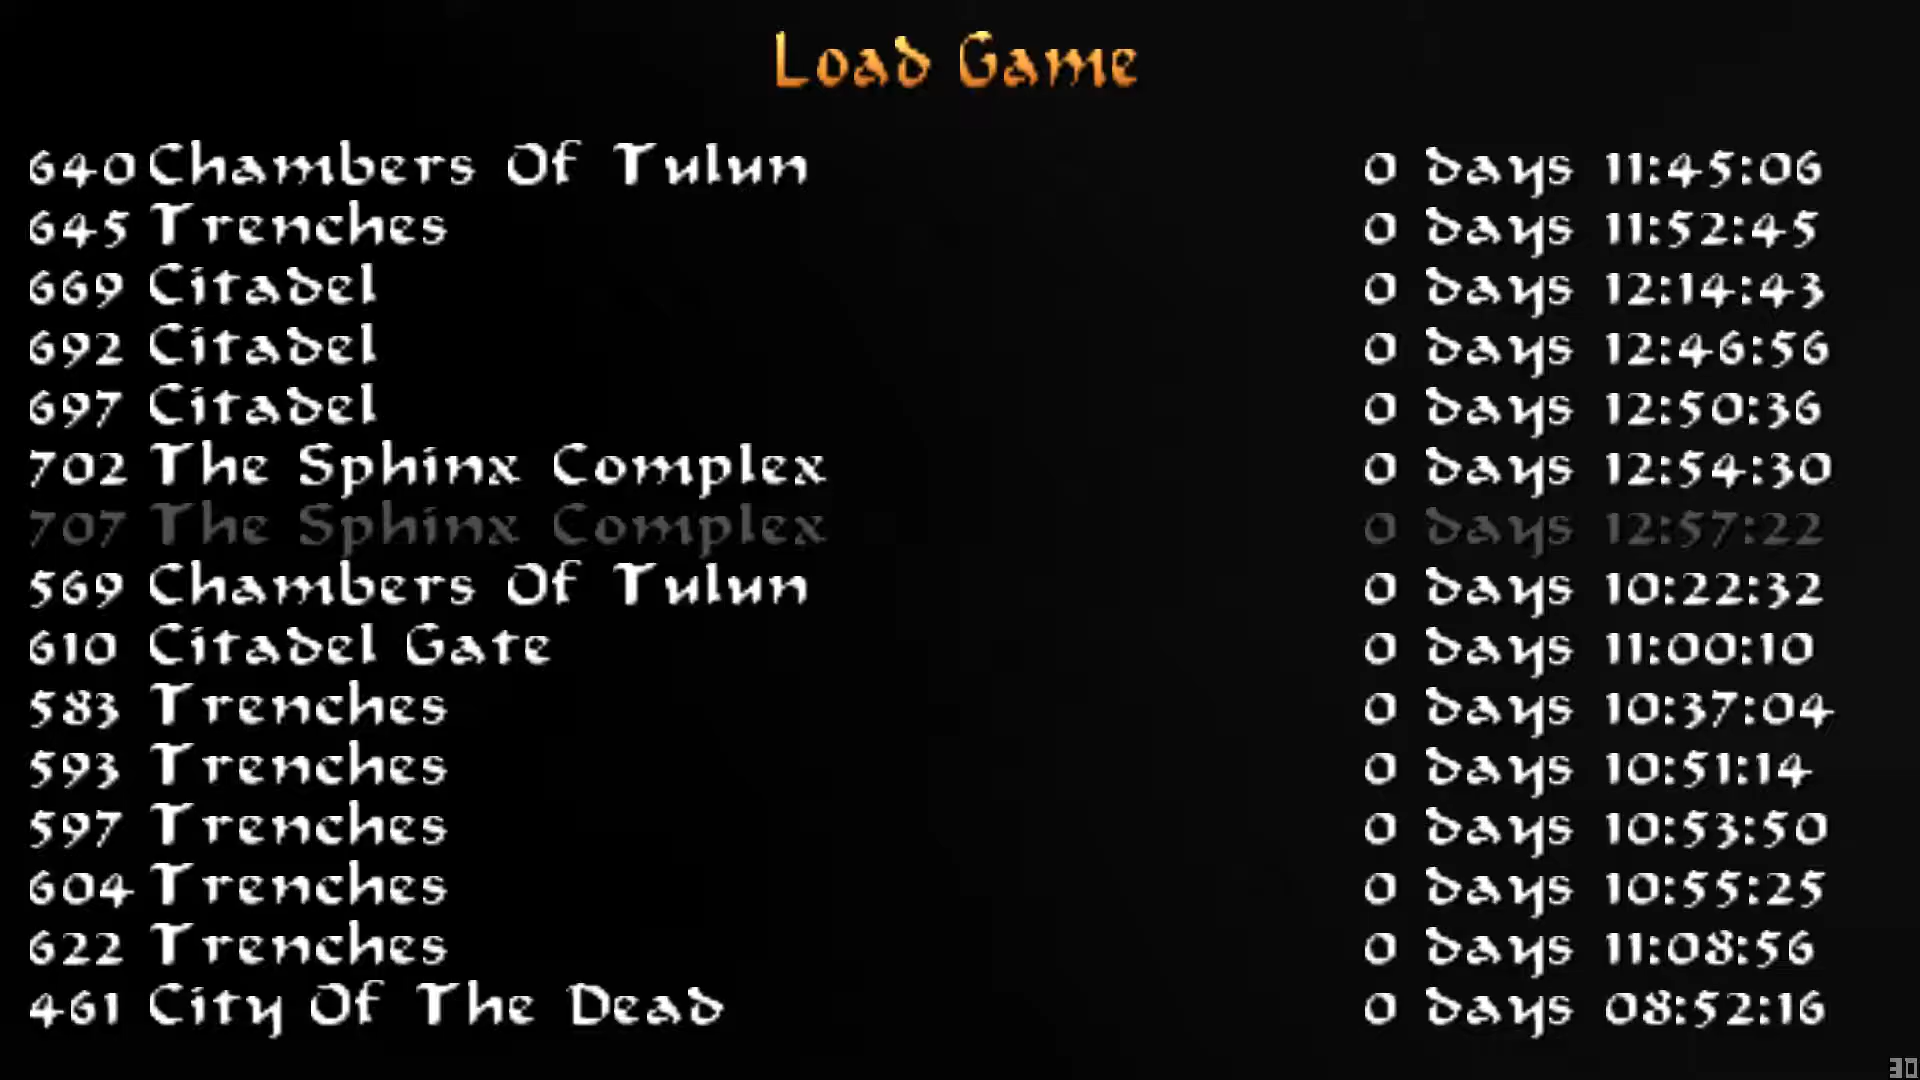 Load Game
640 Chambers Of Tulun 0 days 11:45:06
645 Trenches 0 days 11:52:45
669 Citadel 0 days 12:14:43
692 Citadel 0 days 12:46:56
697 Citadel 0 days 12:50:36
702 The Sphinx Complex 0 days 12:54:30
707 The Sphinx Complex 0 days 12:57:22
569 Chambers Of Tulun 0 days 10:22:32
610 Citadel Gate 0 days 11:00:10
583 Trenches 0 days 10:37:04
593 Trenches 0 days 10:51:14
597 Trenches 0 days 10:53:50
604 Trenches 0 days 10:55:25
622 Trenches 0 days 11:08:56
461 City Of The Dead 0 days 08:52:16
30